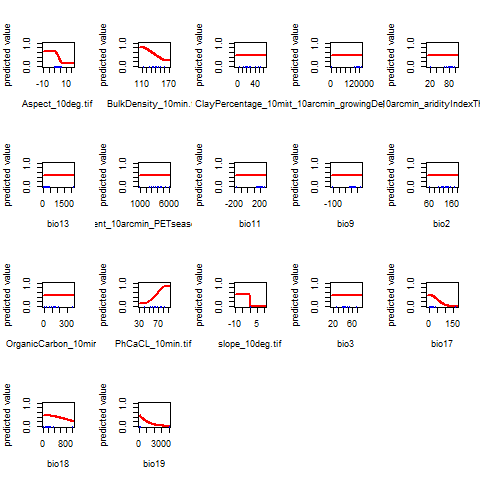 predicted value
0.0 1.0
-10 10
Aspect_10deg.tif
predicted value
0.0 1.0
110 170
BulkDensity_10min.
predicted value
0.0 1.0
0 40
ClayPercentage_10mi
predicted value
0.0 1.0
0 120000
nt_10arcmin_growingDe
predicted value
0.0 1.0
20 80
10arcmin_aridityIndexTh
predicted value
0.0 1.0
0 1500
bio13
predicted value
0.0 1.0
1000 6000
ent_10arcmin_PETseas
predicted value
0.0 1.0
-200 200
bio11
predicted value
0.0 1.0
-100
bio9
predicted value
0.0 1.0
60 160
bio2
predicted value
0.0 1.0
0 300
OrganicCarbon_10mir
predicted value
0.0 1.0
30 70
PhCaCL_10min.tif
predicted value
0.0 1.0
-10 5
slope_10deg.tif
predicted value
0.0 1.0
20 60
bio3
predicted value
0.0 1.0
0 150
bio17
predicted value
0.0 1.0
0 800
bio18
predicted value
0.0 1.0
0 3000
bio19